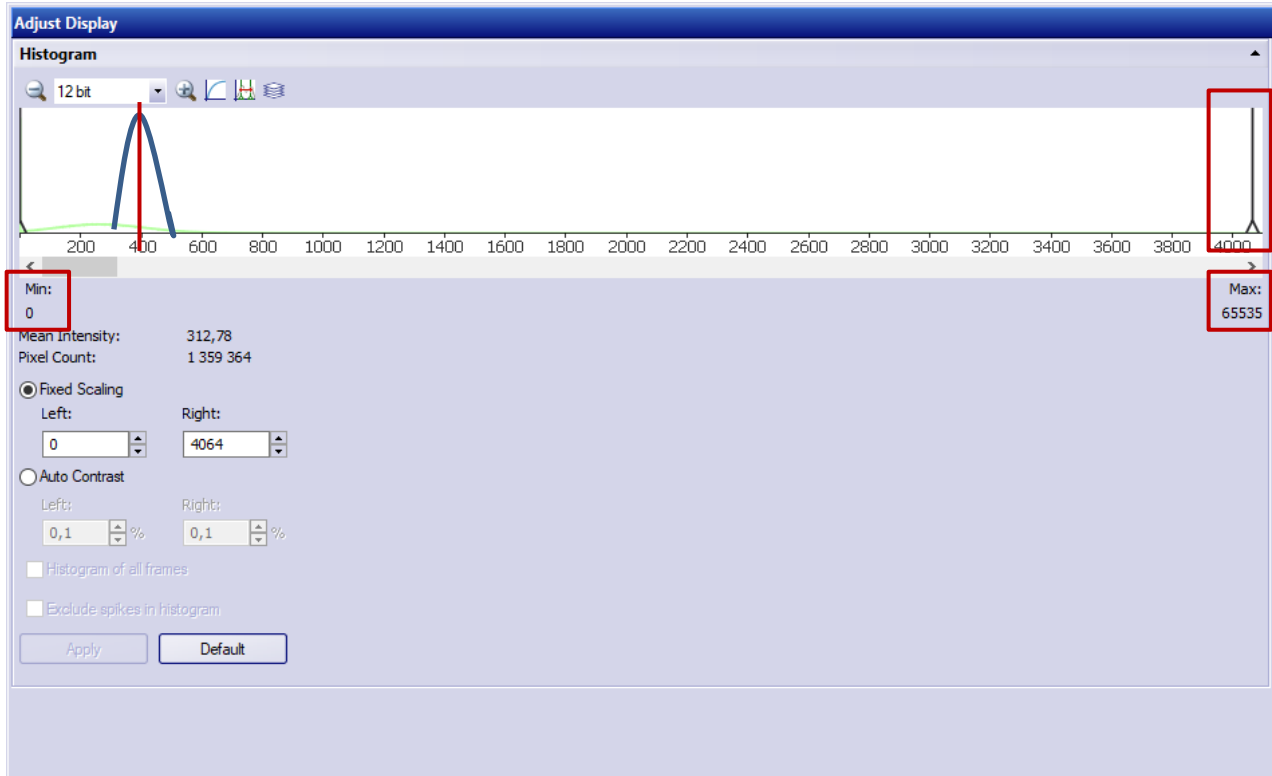 Adjust Display
Histogram
12 bit
200 400 600 800 1000 1200 1400 1600 1800 2000 2200 2400 2600 2800 3000 3200 3400 3600 3800 4000
Min: Max:
0 65535
Mean Intensity: 312,78
Pixel Count: 1 359 364
Fixed Scaling
Left: Right:
0 4064
Auto Contrast
Left: Right:
0,1 % 0,1 %
Histogram of all frames
Exclude spikes in histogram
Apply Default